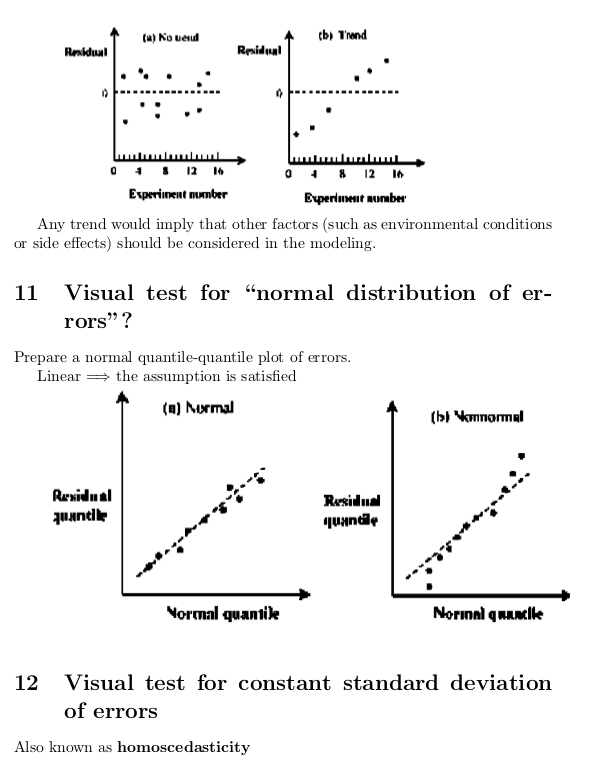 (a) No trend
(b) Trend
Residual
Residual
0
0
0 4 8 12 16
0 4 8 12 16
Experiment number
Experiment number
Any trend would imply that other factors (such as environmental conditions
or side effects) should be considered in the modeling.
11 Visual test for “normal distribution of er-
rors”?
Prepare a normal quantile-quantile plot of errors.
Linear ⟹ the assumption is satisfied
(a) Normal
(b) Nonnormal
Residual
quantile
Residual
quantile
Normal quantile
Normal quantile
12 Visual test for constant standard deviation
of errors
Also known as homoscedasticity